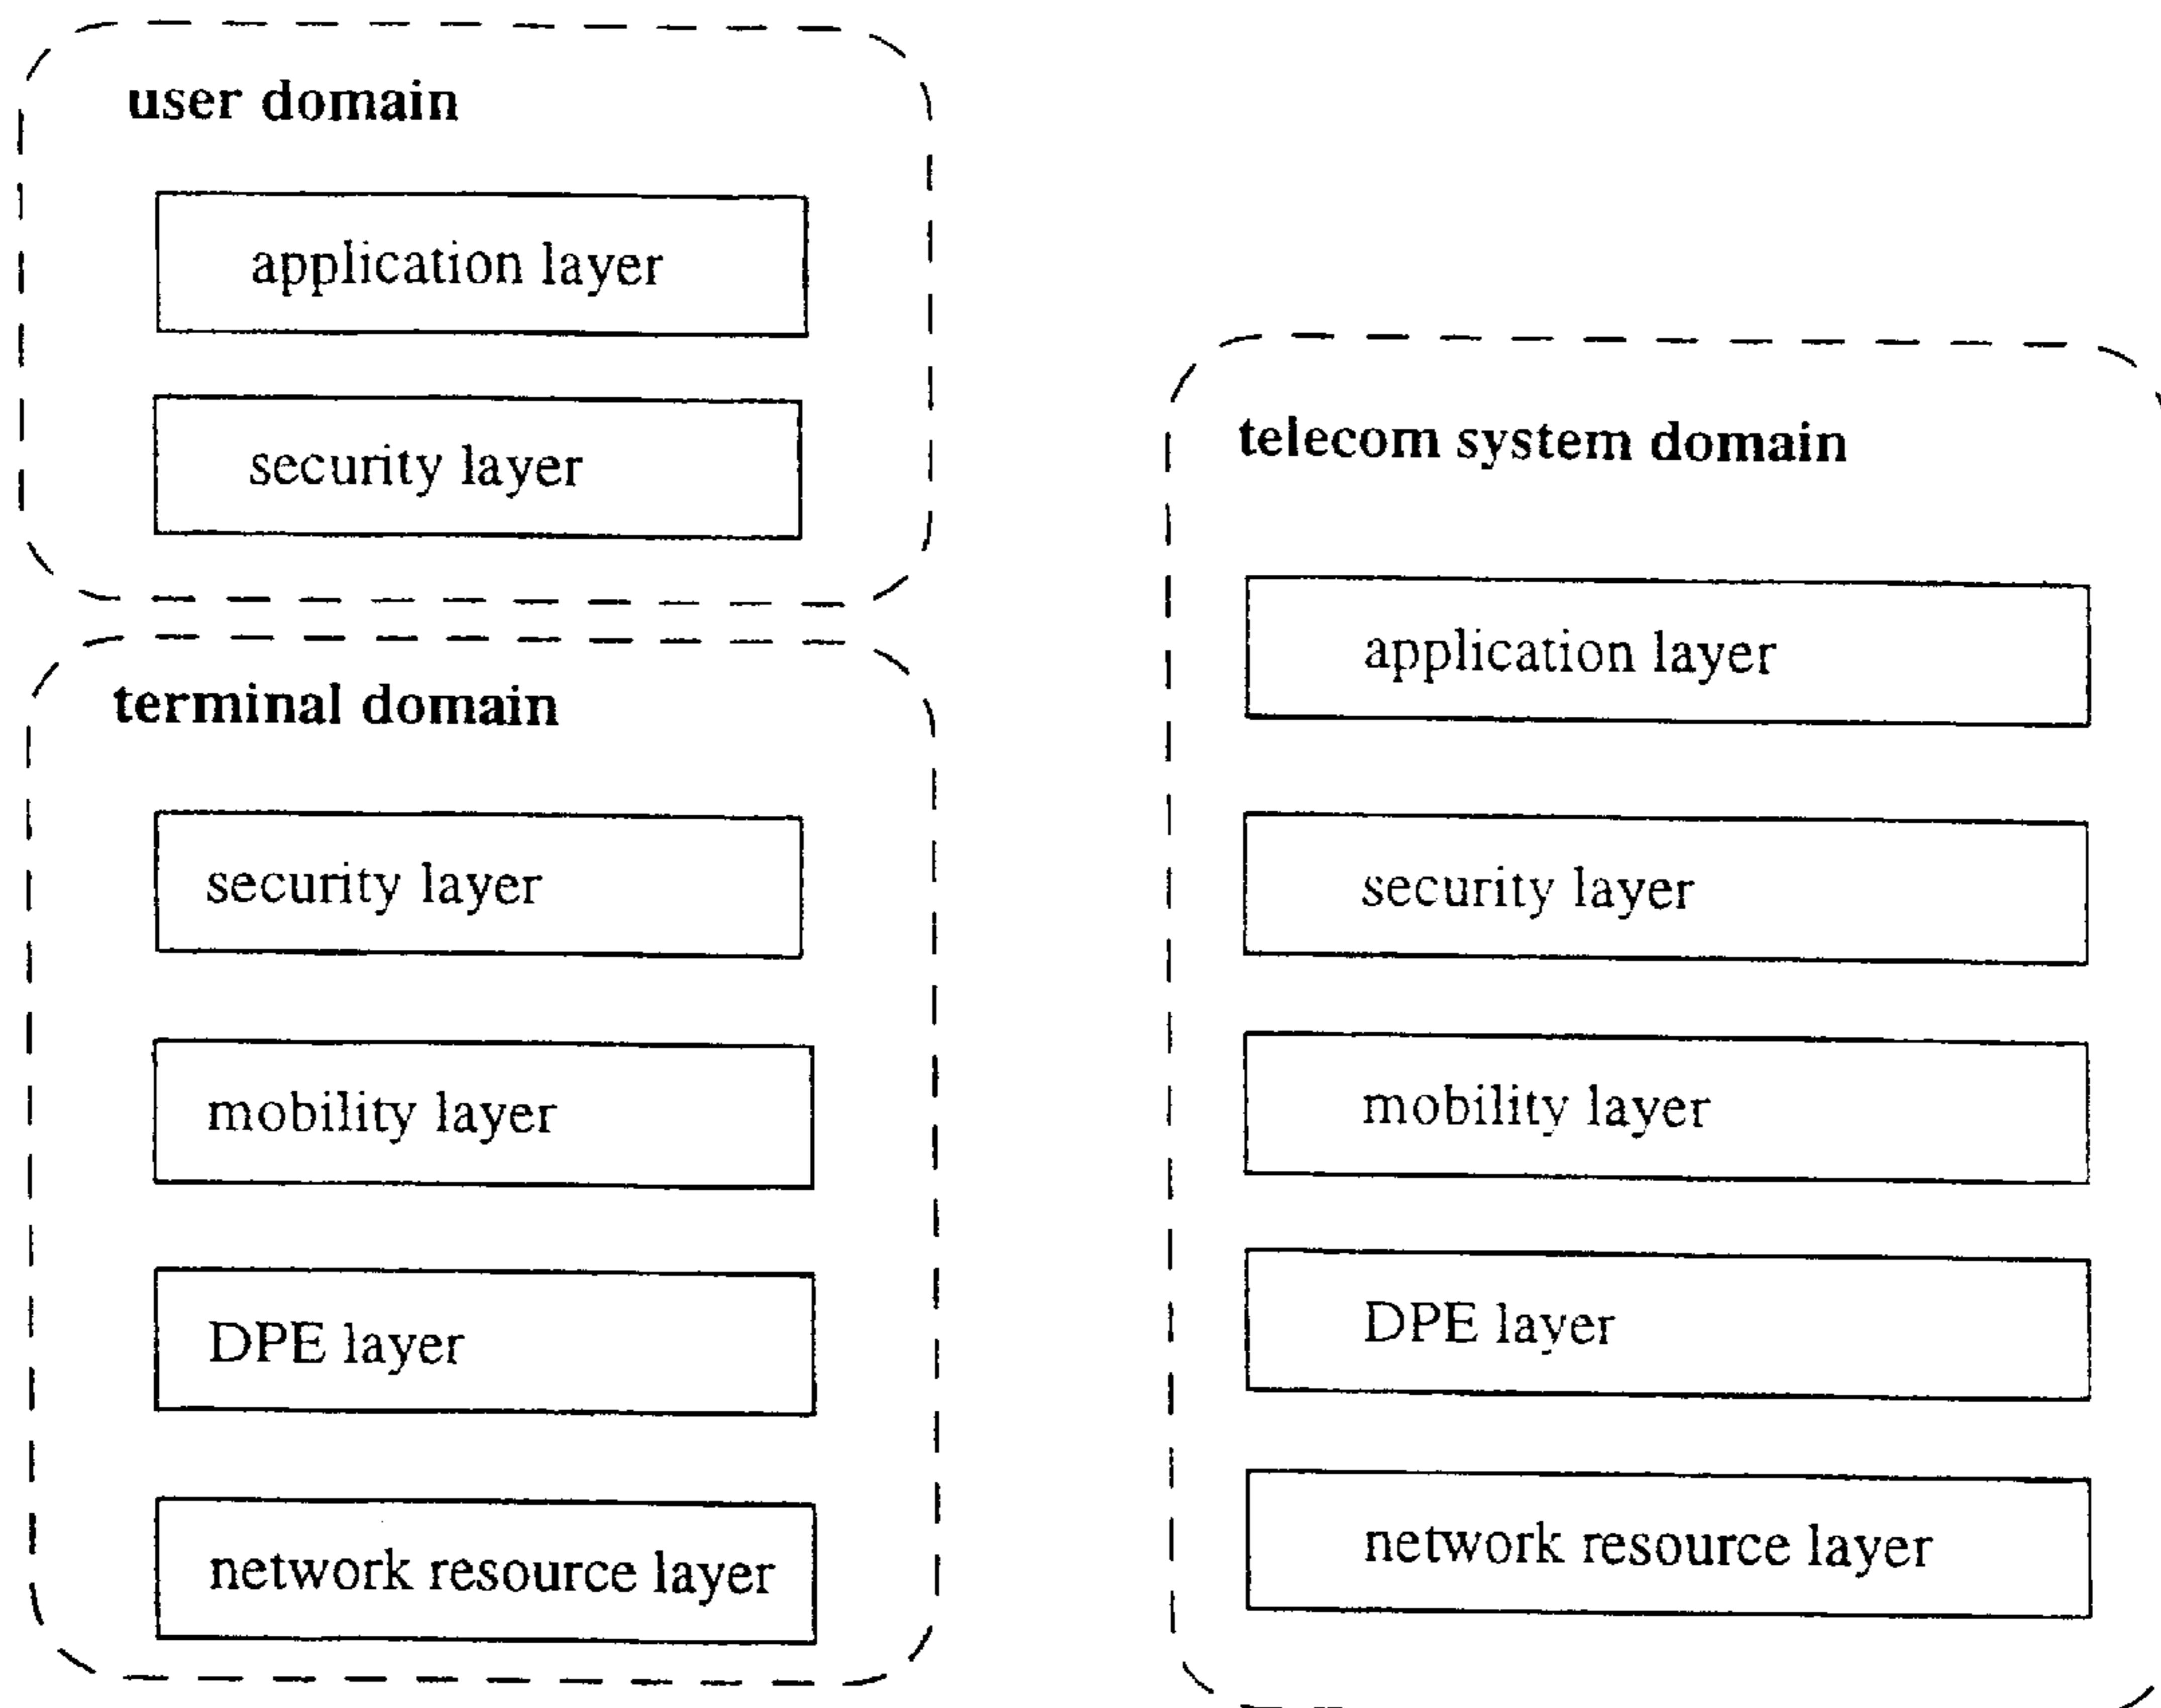 user domain
application layer
security layer
terminal domain
security layer
mobility layer
DPE layer
network resource layer
telecom system domain
application layer
security layer
mobility layer
DPE layer
network resource layer